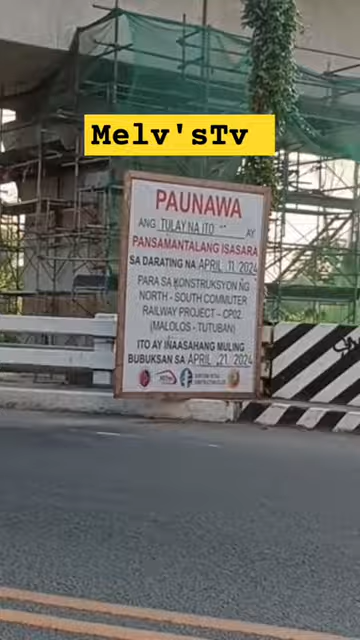 Melv'sTv
PAUNAWA
ANG TULAY NA ITO AY
PANSAMANTALANG ISASARA
SA DARATING NA APRIL 11 2024
PARA SA KONSTRUKSYON NG
NORTH - SOUTH COMMUTER
RAILWAY PROJECT - CP02
(MALOLOS - TUTUBAN)
ITO AY INAASAHANG MULING
BUBUKSAN SA APRIL 21 2024